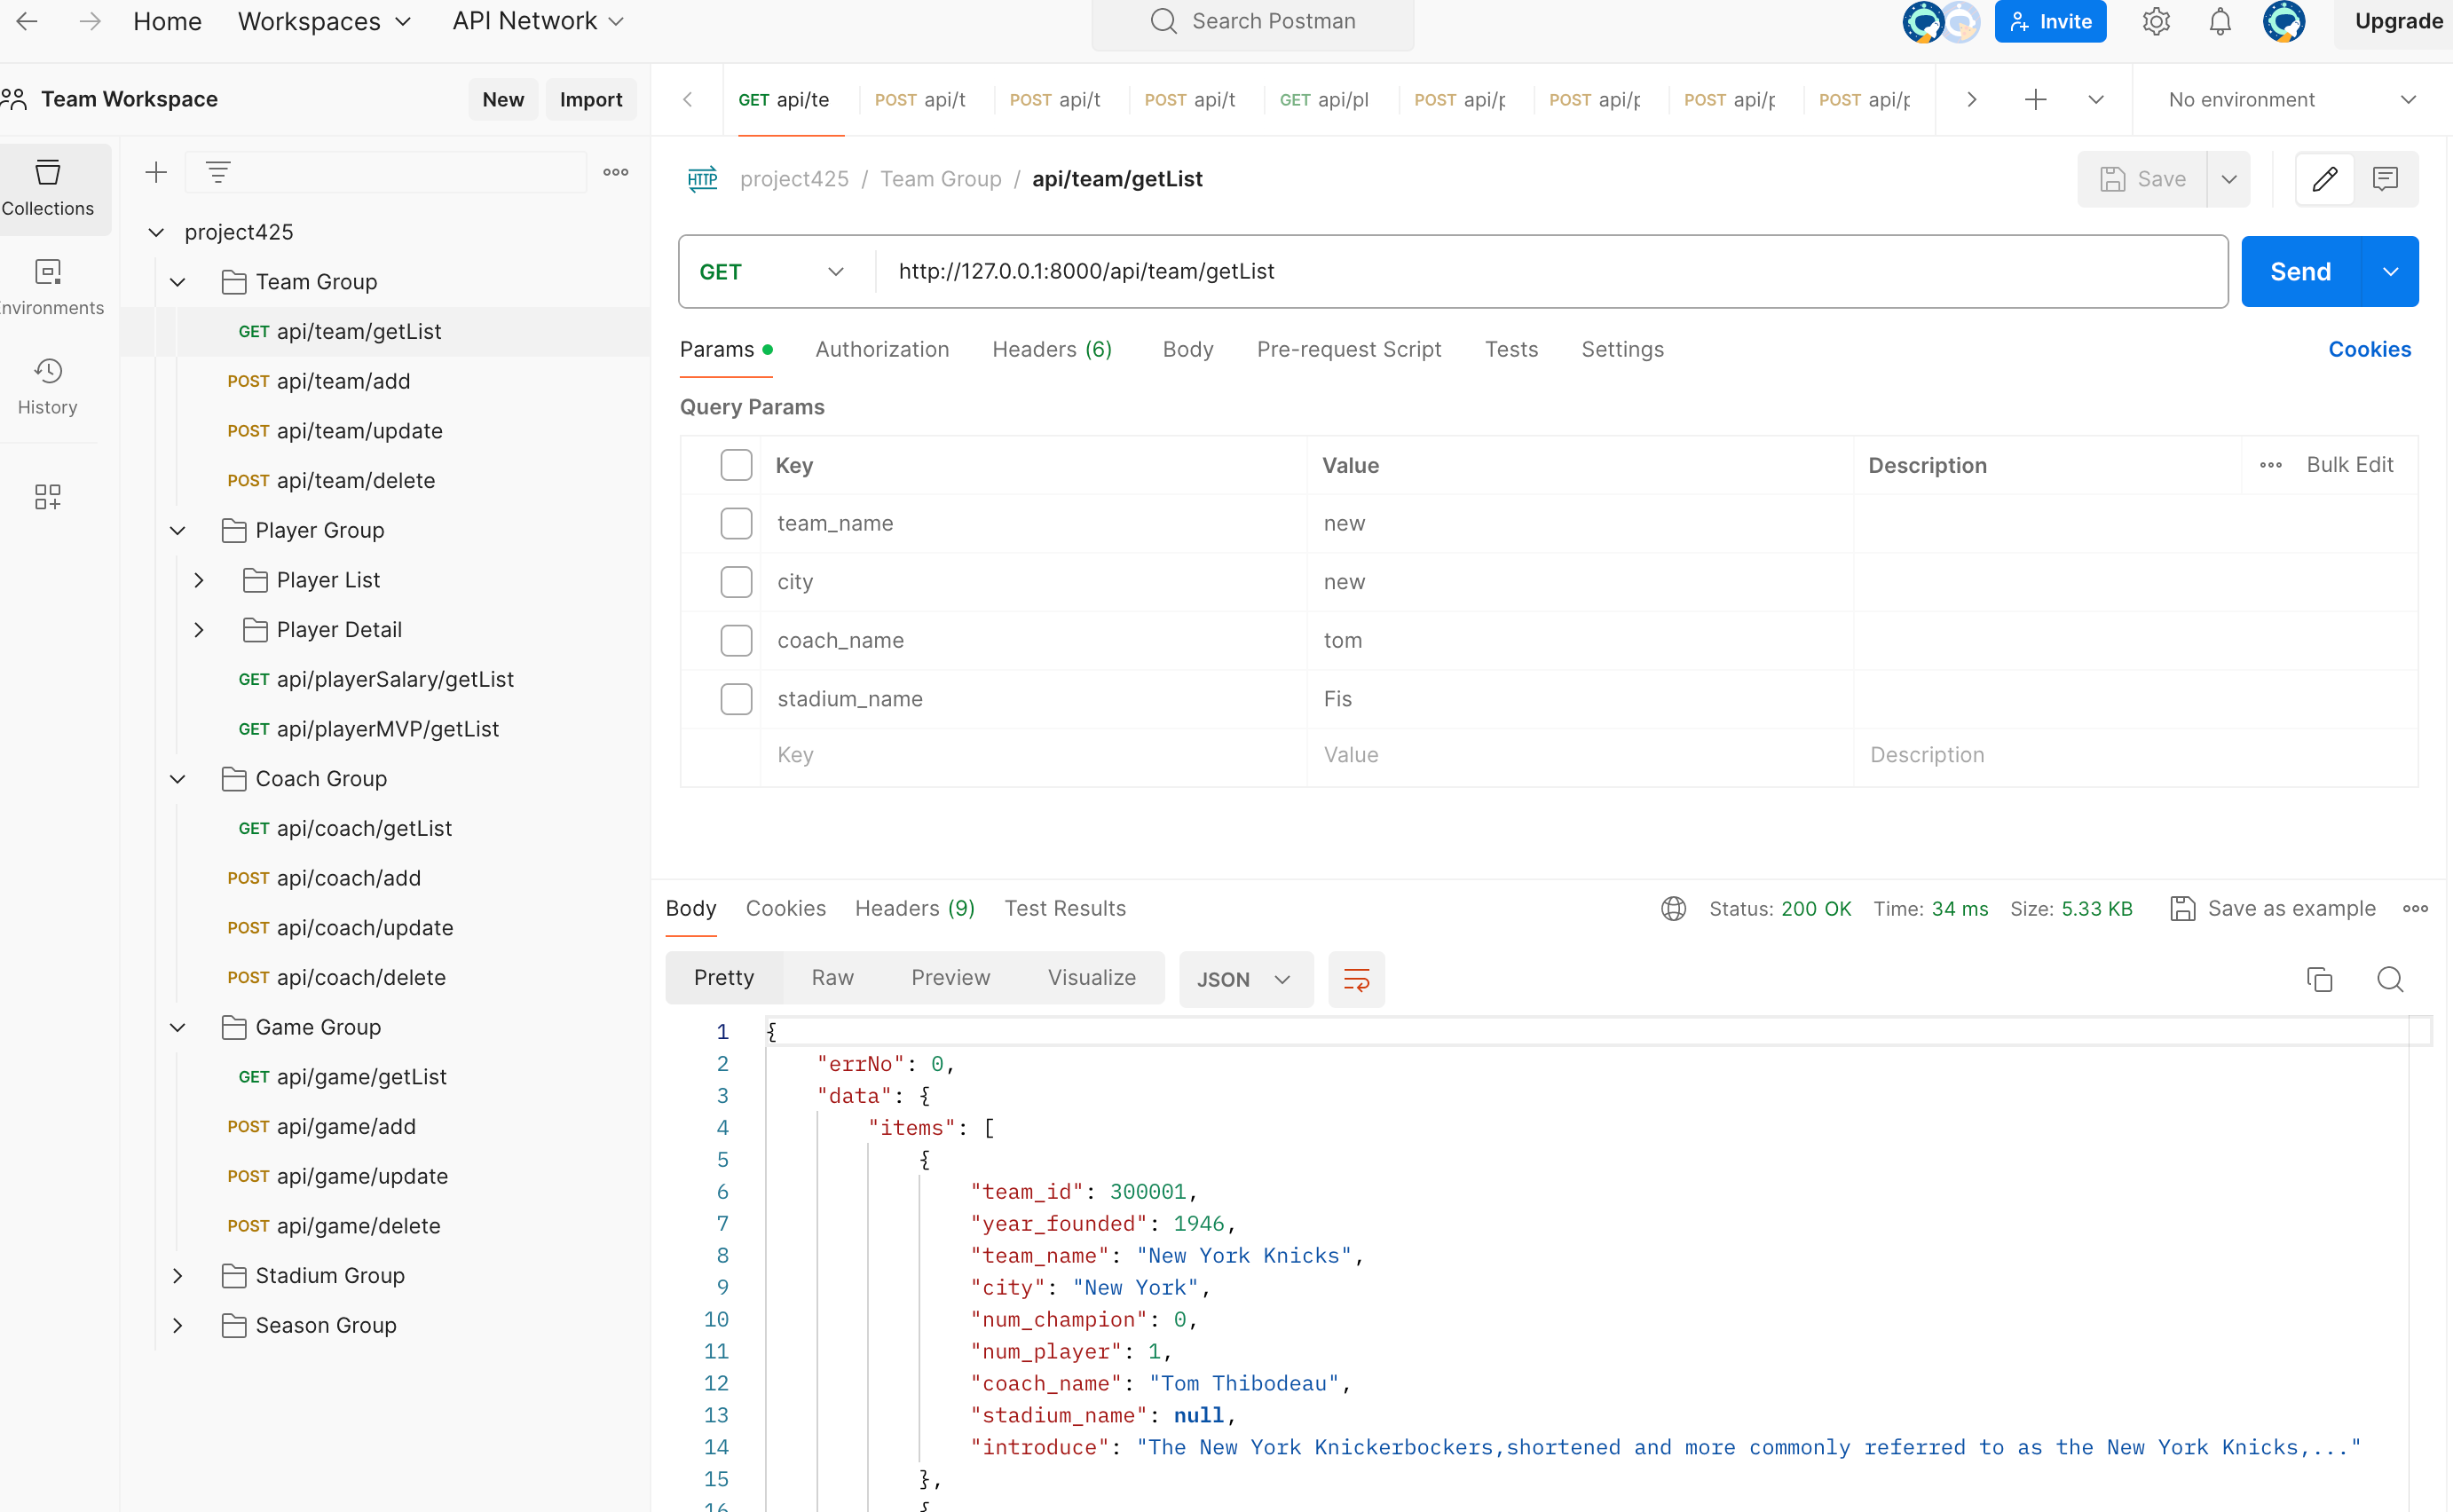 Home Workspaces API Network Search Postman Invite Upgrade
Team Workspace New Import
GET api/te POST api/t POST api/t POST api/t GET api/pl POST api/p POST api/p POST api/p POST api/p No environment
Collections
nvironments
History
project425
Team Group
GET api/team/getList
POST api/team/add
POST api/team/update
POST api/team/delete
Player Group
Player List
Player Detail
GET api/playerSalary/getList
GET api/playerMVP/getList
Coach Group
GET api/coach/getList
POST api/coach/add
POST api/coach/update
POST api/coach/delete
Game Group
GET api/game/getList
POST api/game/add
POST api/game/update
POST api/game/delete
Stadium Group
Season Group
HTTP project425 / Team Group / api/team/getList Save
GET http://127.0.0.1:8000/api/team/getList Send
Params Authorization Headers (6) Body Pre-request Script Tests Settings Cookies
Query Params
Key Value Description Bulk Edit
team_name new
city new
coach_name tom
stadium_name Fis
Key Value Description
Body Cookies Headers (9) Test Results Status: 200 OK Time: 34 ms Size: 5.33 KB Save as example
Pretty Raw Preview Visualize JSON
1 {
2 "errNo": 0,
3 "data": {
4 "items": [
5 {
6 "team_id": 300001,
7 "year_founded": 1946,
8 "team_name": "New York Knicks",
9 "city": "New York",
10 "num_champion": 0,
11 "num_player": 1,
12 "coach_name": "Tom Thibodeau",
13 "stadium_name": null,
14 "introduce": "The New York Knickerbockers,shortened and more commonly referred to as the New York Knicks,..."
15 },
16 {